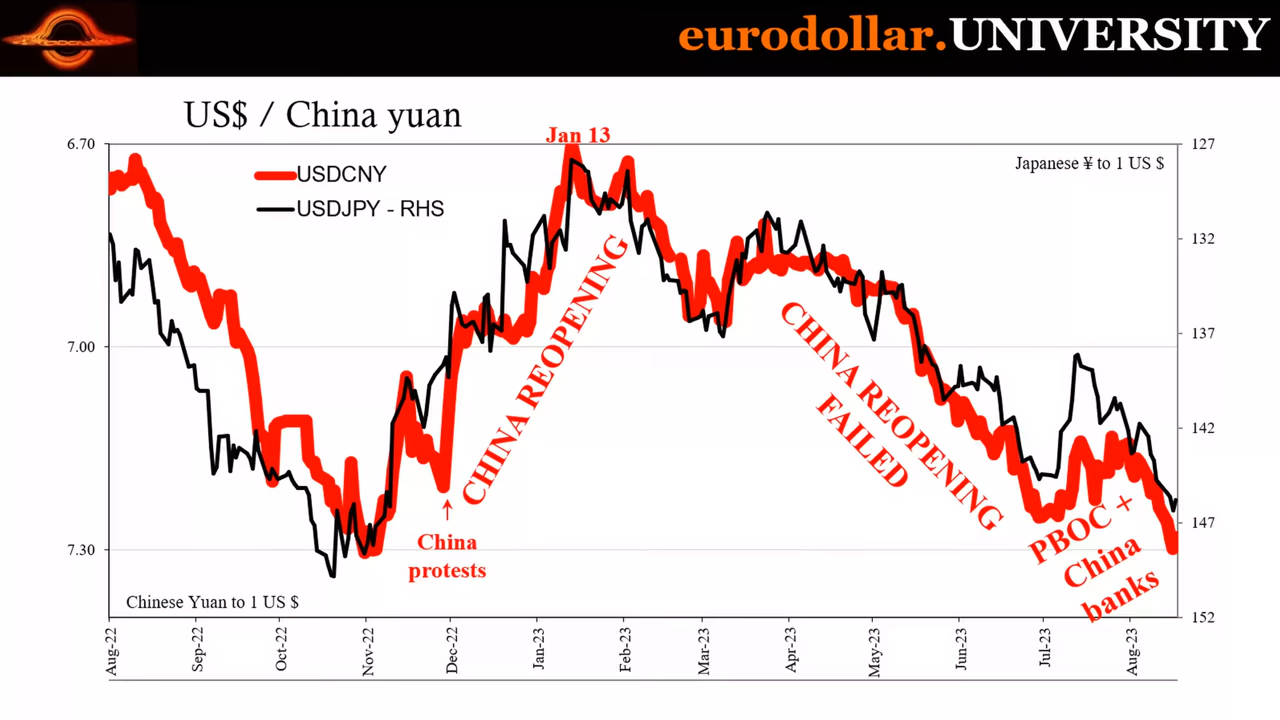 eurodollar.UNIVERSITY
US$ / China yuan
Jan 13
6.70
127
USDCNY
Japanese ¥ to 1 US $
USDJPY - RHS
132
CHINA REOPENING
CHINA REOPENING
FAILED
137
7.00
142
147
China
protests
PBOC +
China
banks
7.30
Chinese Yuan to 1 US $
152
Aug-22
Sep-22
Oct-22
Nov-22
Dec-22
Jan-23
Feb-23
Mar-23
Apr-23
May-23
Jun-23
Jul-23
Aug-23